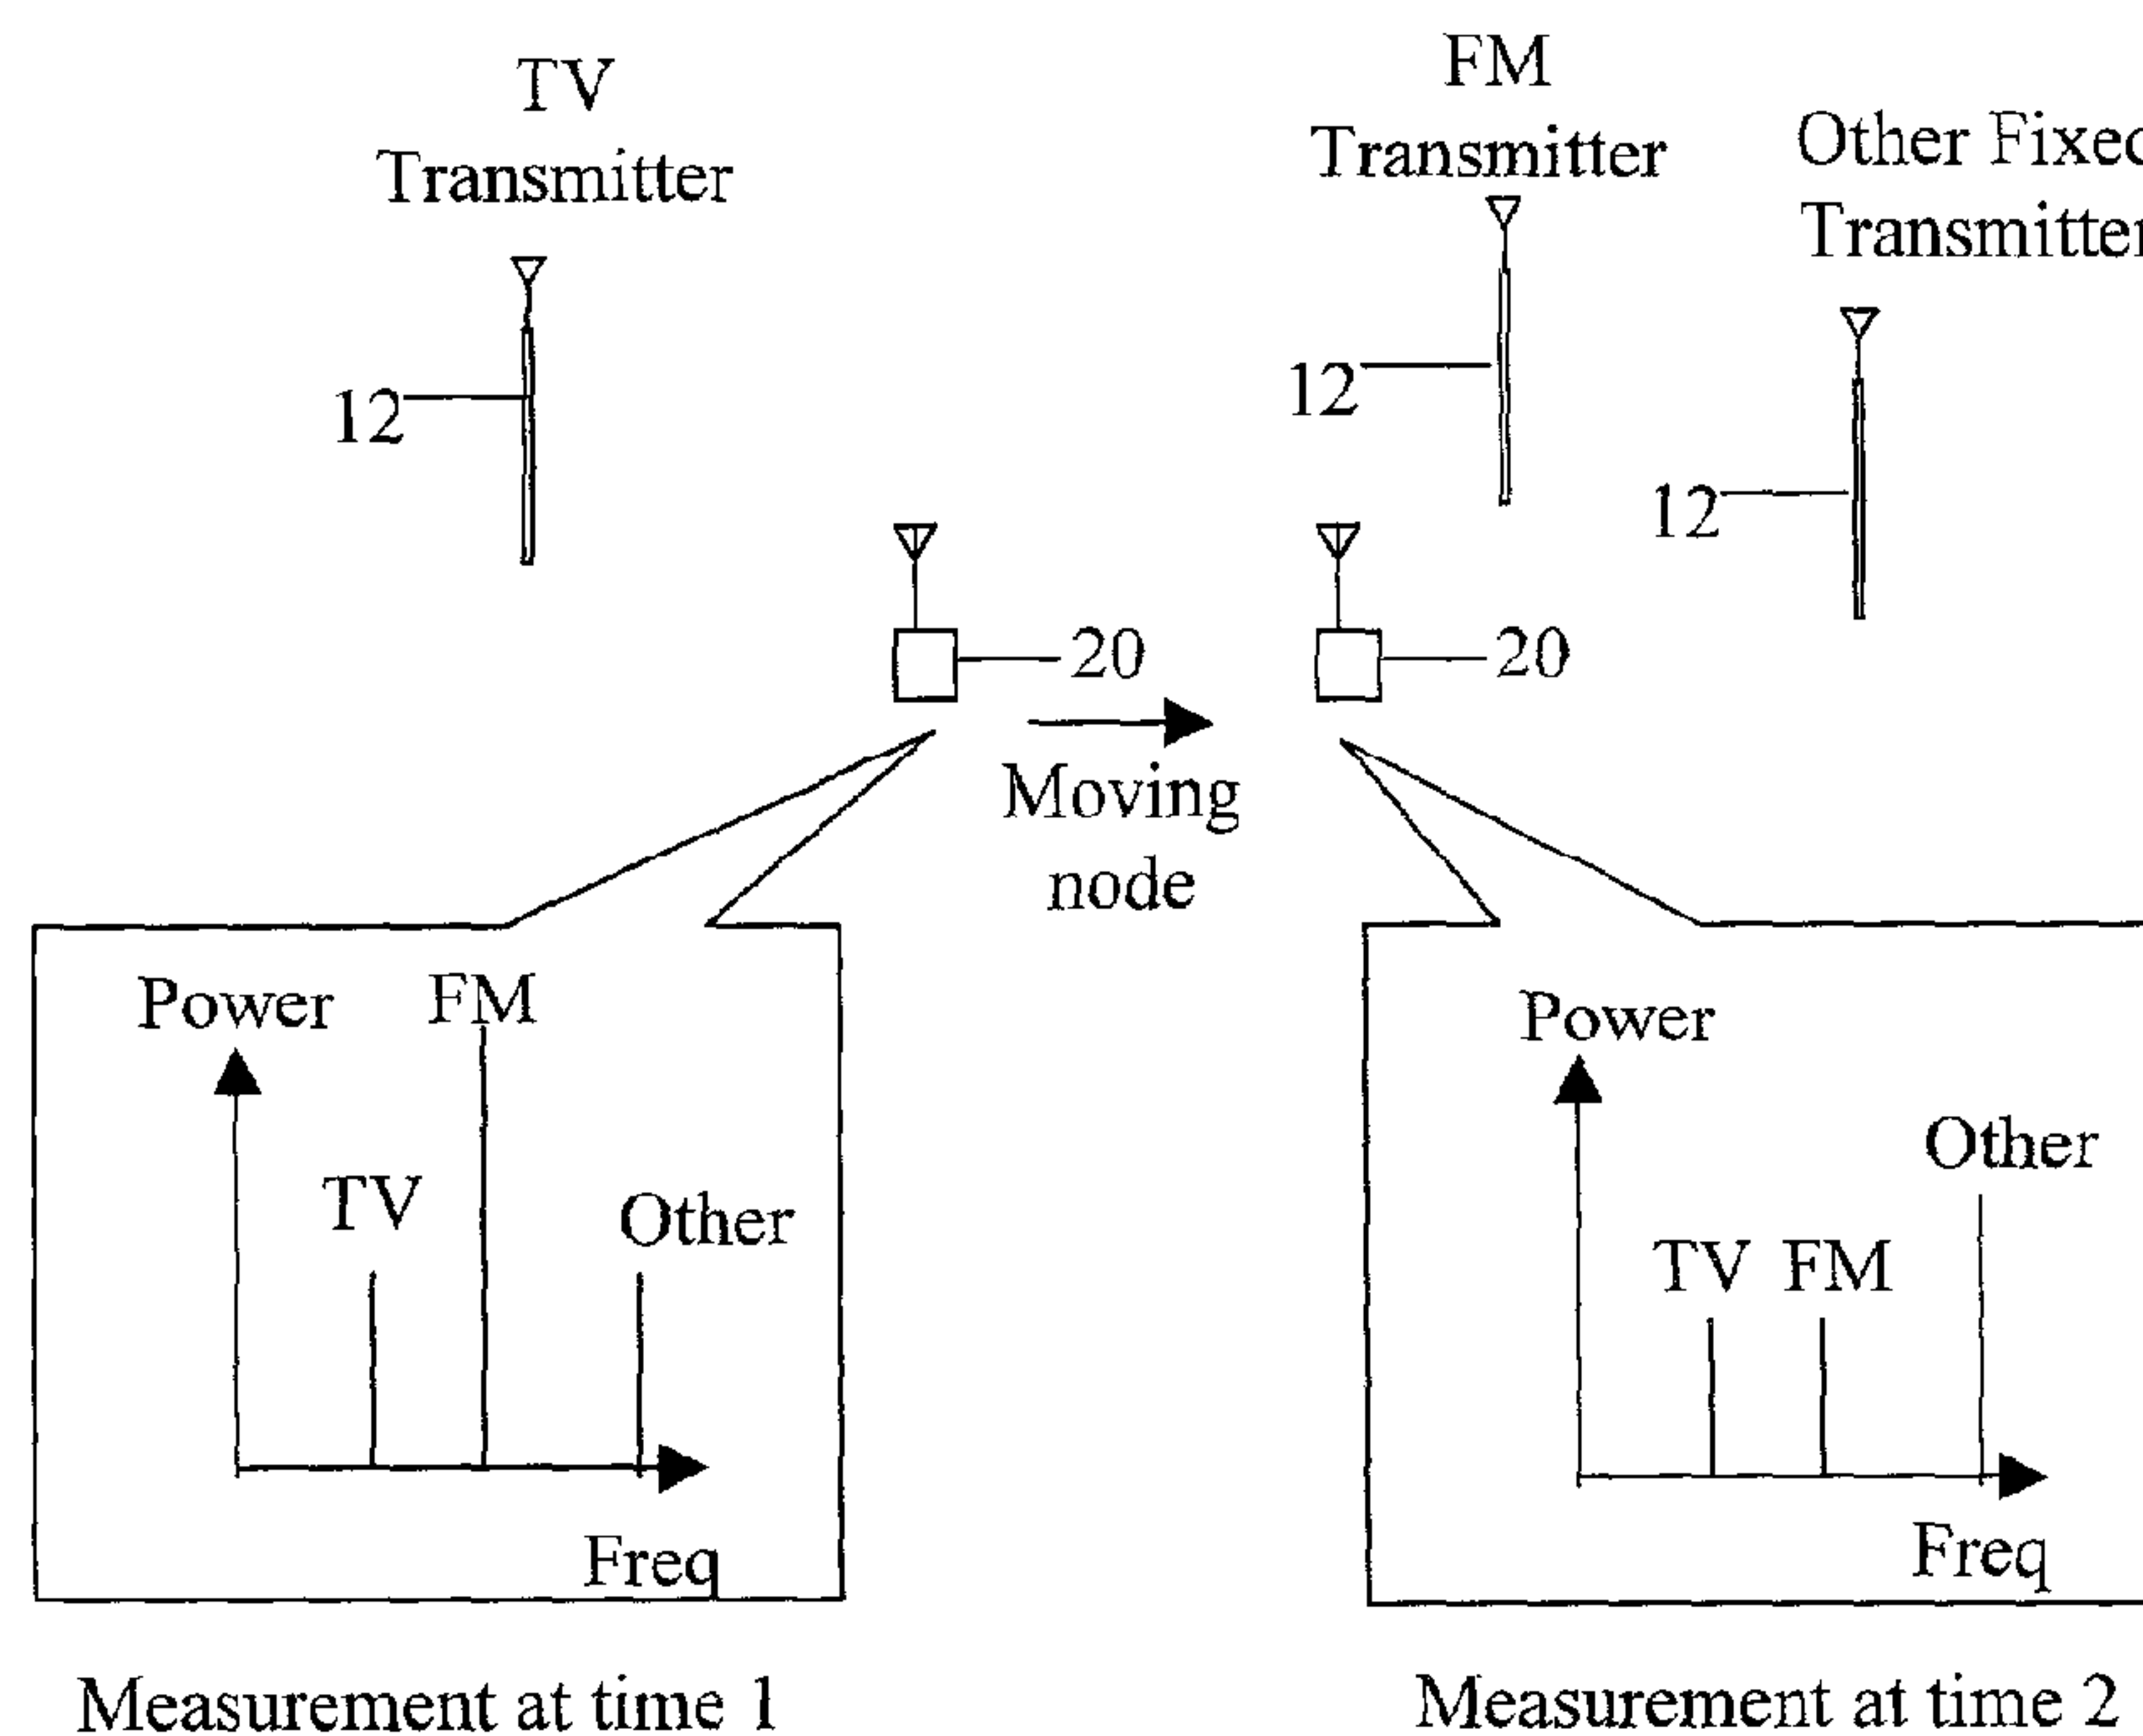 TV
Transmitter
FM
Transmitter
Other Fixed
Transmitter
12
12
12
20
20
Moving
node
Power
FM
TV
Other
Freq
Power
Other
TV FM
Freq
Measurement at time 1
Measurement at time 2